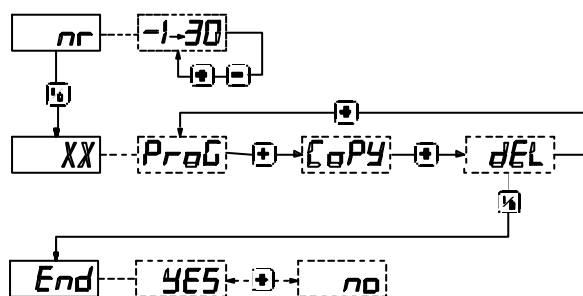 nr -1→30
+ -
+
XX ProG + CoPY + dEL
End YES + no